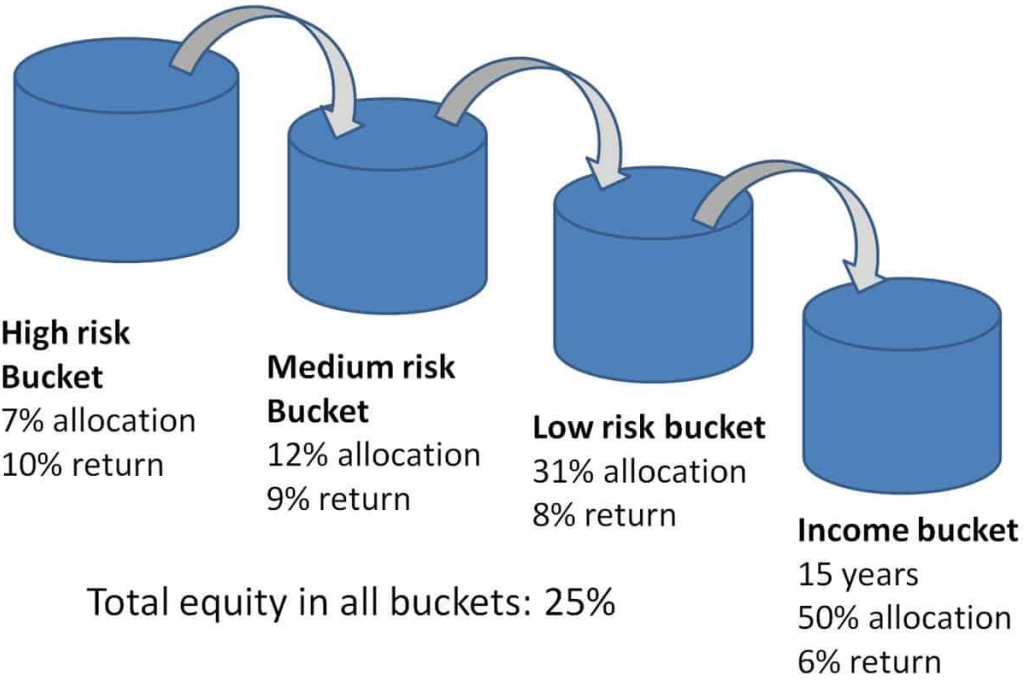 High risk
Bucket
7% allocation
10% return
Medium risk
Bucket
12% allocation
9% return
Low risk bucket
31% allocation
8% return
Income bucket
15 years
50% allocation
6% return
Total equity in all buckets: 25%